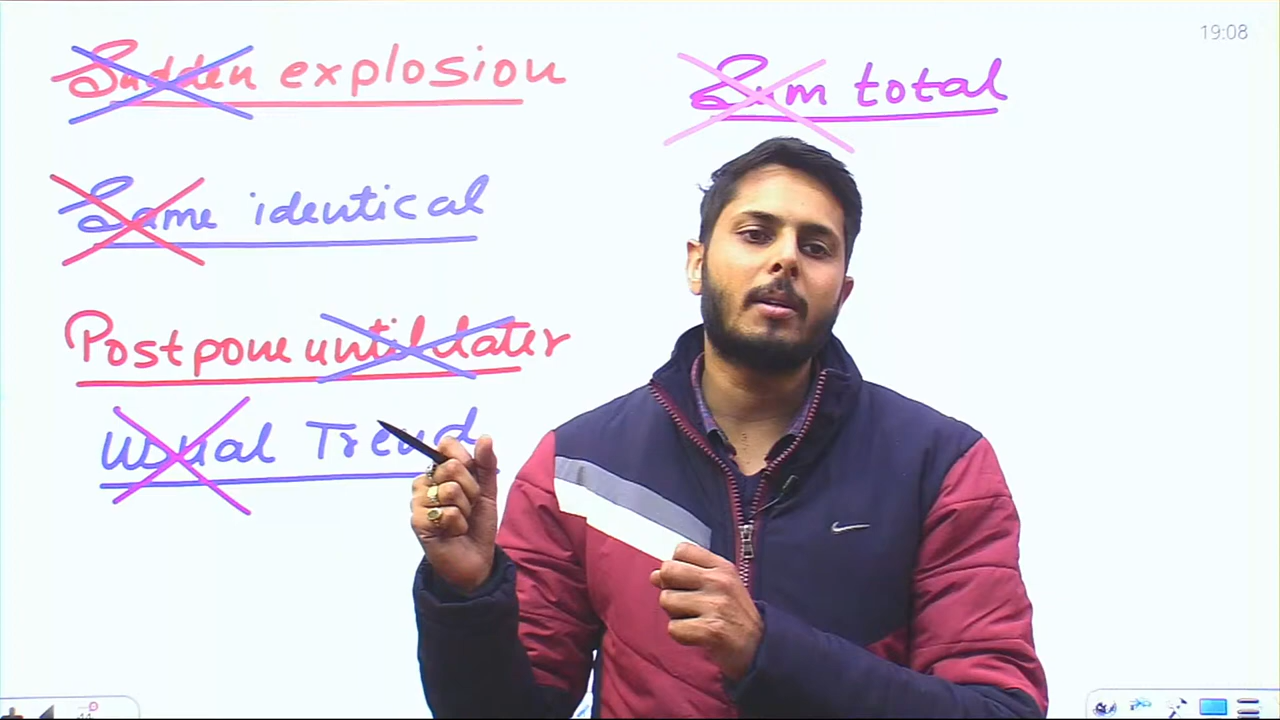 19:08
Sudden explosion
Sum total
Same identical
Postpone until later
Usual Trend